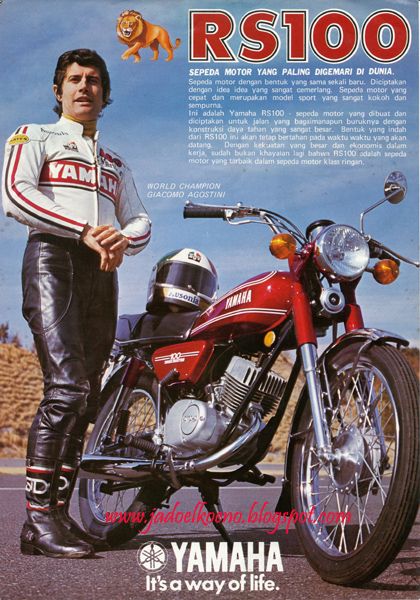 RS100
SEPEDA MOTOR YANG PALING DIGEMARI DI DUNIA.
Sepeda motor dengan bentuk yang sama sekali baru. Diciptakan
dengan idea idea yang sangat cemerlang. Sepeda motor yang
cepat dan merupakan model sport yang sangat kokoh dan
sempurna.
Ini adalah Yamaha RS100 - sepeda motor yang dibuat dan
diciptakan untuk jalan yang bagaimanapun buruknya dengan
konstruksi daya tahan yang sangat besar. Bentuk yang indah
dari RS100 ini akan tetap bertahan pada waktu waktu yang akan
datang. Dengan kekuatan yang besar dan ekonomis dalam
kerja, sudah bukan khayalan lagi bahwa RS100 adalah sepeda
motor yang terbaik dalam sepeda motor klas ringan.
WORLD CHAMPION
GIACOMO AGOSTINI
YAMAHA
Ausonia
YAMAHA
100
SIDI
www.jadoelkoeno.blogspot.com
YAMAHA
It's a way of life.